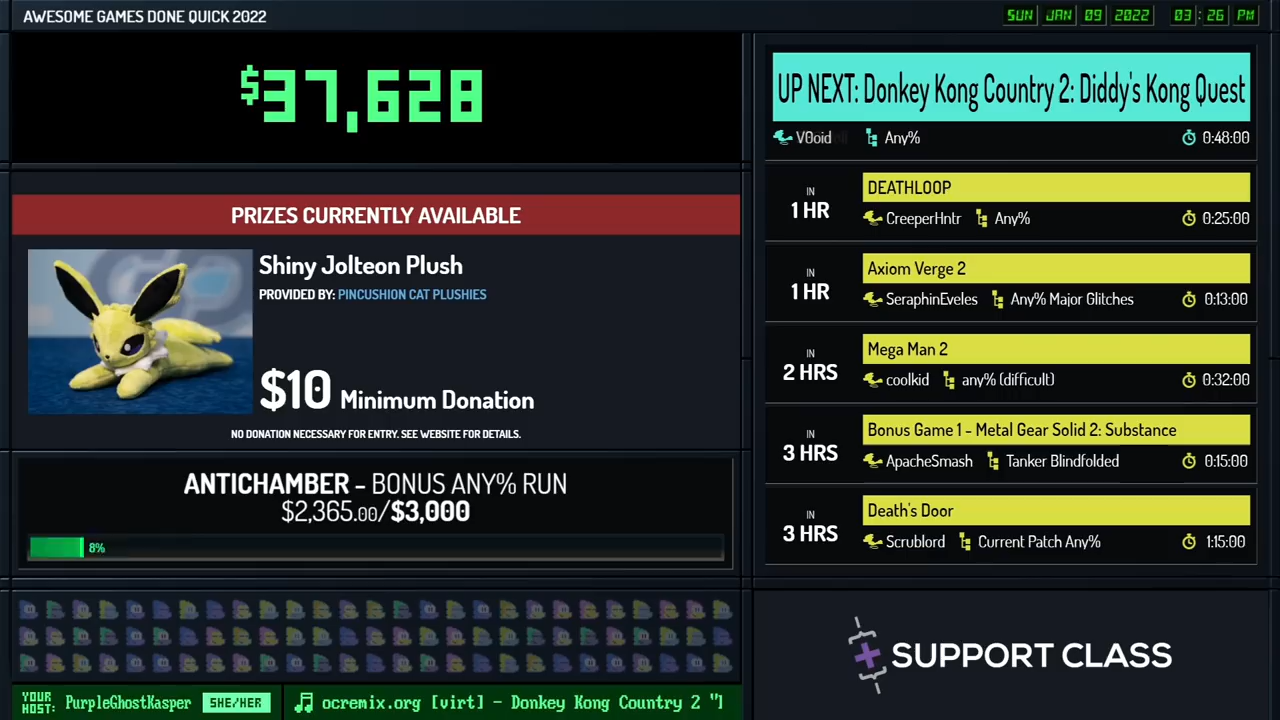 AWESOME GAMES DONE QUICK 2022
SUN JAN 09 2022 03:26 PM
$37,628
PRIZES CURRENTLY AVAILABLE
Shiny Jolteon Plush
PROVIDED BY: PINCUSHION CAT PLUSHIES
$10 Minimum Donation
NO DONATION NECESSARY FOR ENTRY. SEE WEBSITE FOR DETAILS.
ANTICHAMBER - BONUS ANY% RUN
$2,365.00/$3,000
8%
YOUR HOST: PurpleGhostKasper SHE/HER
ocremix.org [virt] - Donkey Kong Country 2 "]
UP NEXT: Donkey Kong Country 2: Diddy's Kong Quest
V0oid Any% 0:48:00
IN 1 HR
DEATHLOOP
CreeperHntr Any% 0:25:00
IN 1 HR
Axiom Verge 2
SeraphinEveles Any% Major Glitches 0:13:00
IN 2 HRS
Mega Man 2
coolkid any% (difficult) 0:32:00
IN 3 HRS
Bonus Game 1 - Metal Gear Solid 2: Substance
ApacheSmash Tanker Blindfolded 0:15:00
IN 3 HRS
Death's Door
Scrublord Current Patch Any% 1:15:00
SUPPORT CLASS